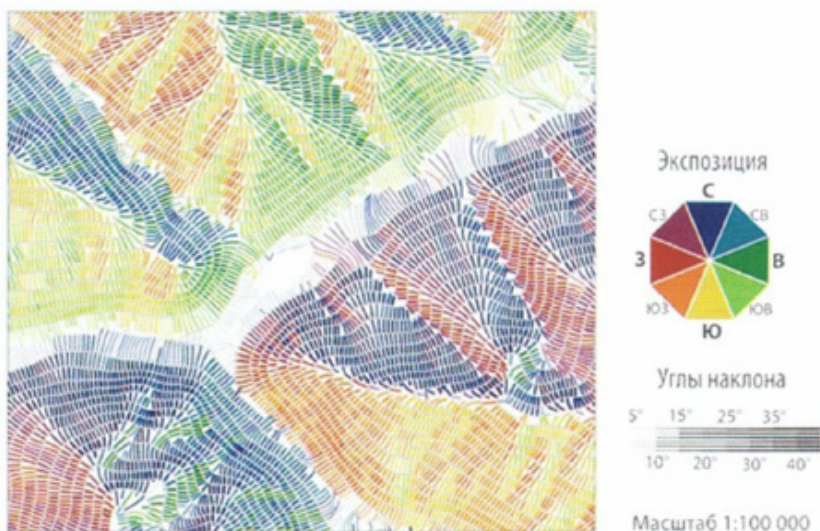 Экспозиция
С
СЗ СВ
З В
ЮЗ ЮВ
Ю
Углы наклона
5° 15° 25° 35°
10° 20° 30° 40°
Масштаб 1:100 000